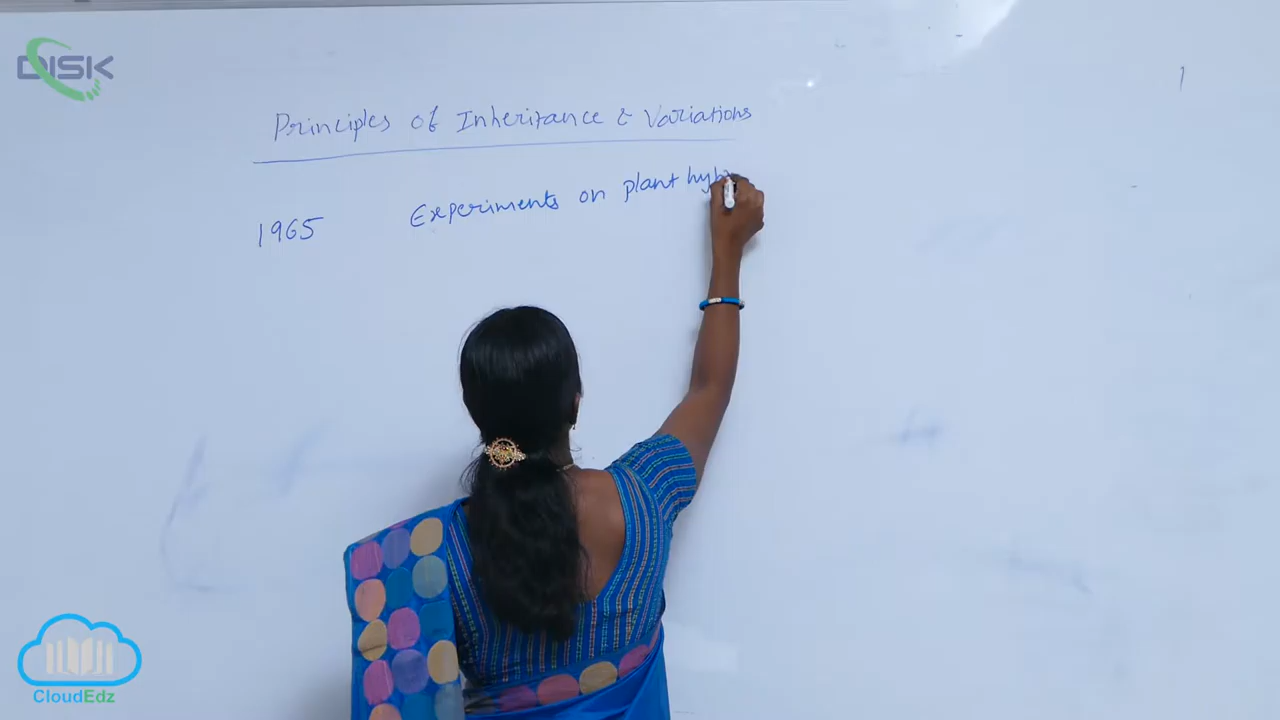 DISK
Principles of Inheritance & Variations
1965 Experiments on plant hyb
CloudEdz